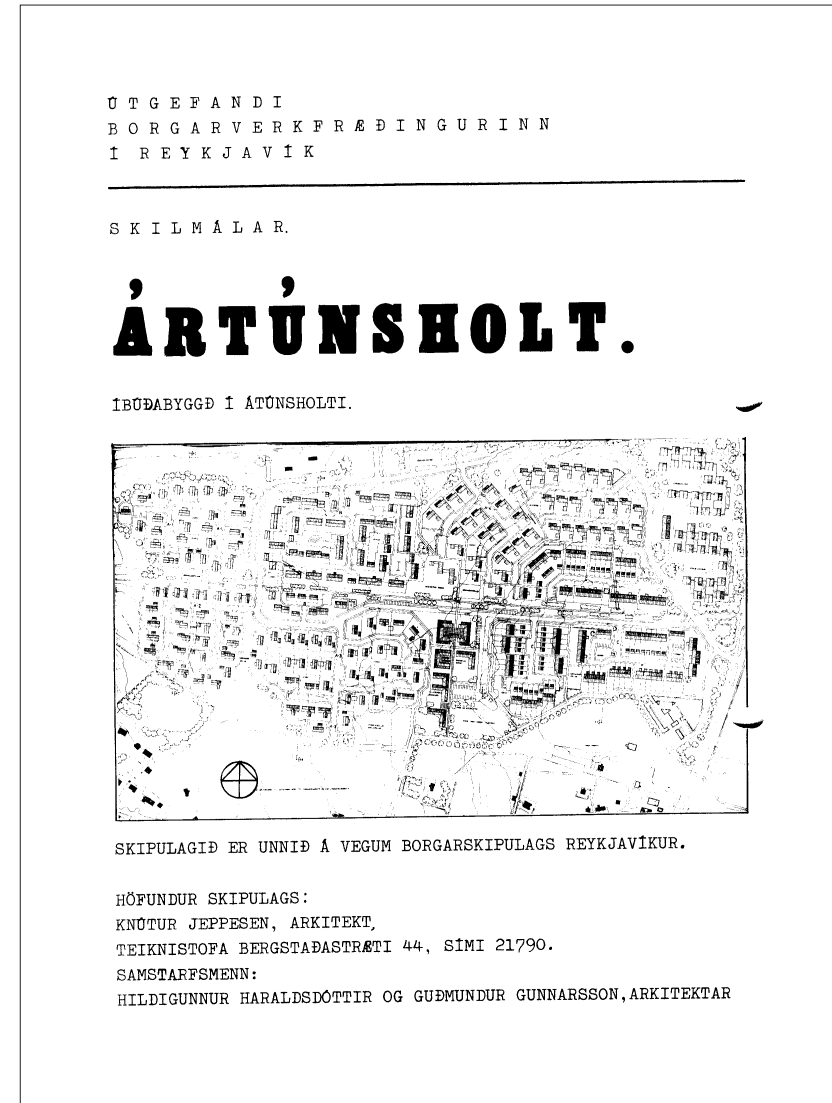 ÚTGEFANDI
BORGARVERKFRÆÐINGURINN
Í REYKJAVÍK
SKILMÁLAR.
ÁRTÚNSHOLT.
ÍBÚÐABYGGÐ Í ÁTÚNSHOLTI.
SKIPULAGIÐ ER UNNIÐ Á VEGUM BORGARSKIPULAGS REYKJAVÍKUR.
HÖFUNDUR SKIPULAGS:
KNÚTUR JEPPESEN, ARKITEKT,
TEIKNISTOFA BERGSTAÐASTRÆTI 44, SÍMI 21790.
SAMSTARFSMENN:
HILDIGUNNUR HARALDSDÓTTIR OG GUÐMUNDUR GUNNARSSON,ARKITEKTAR